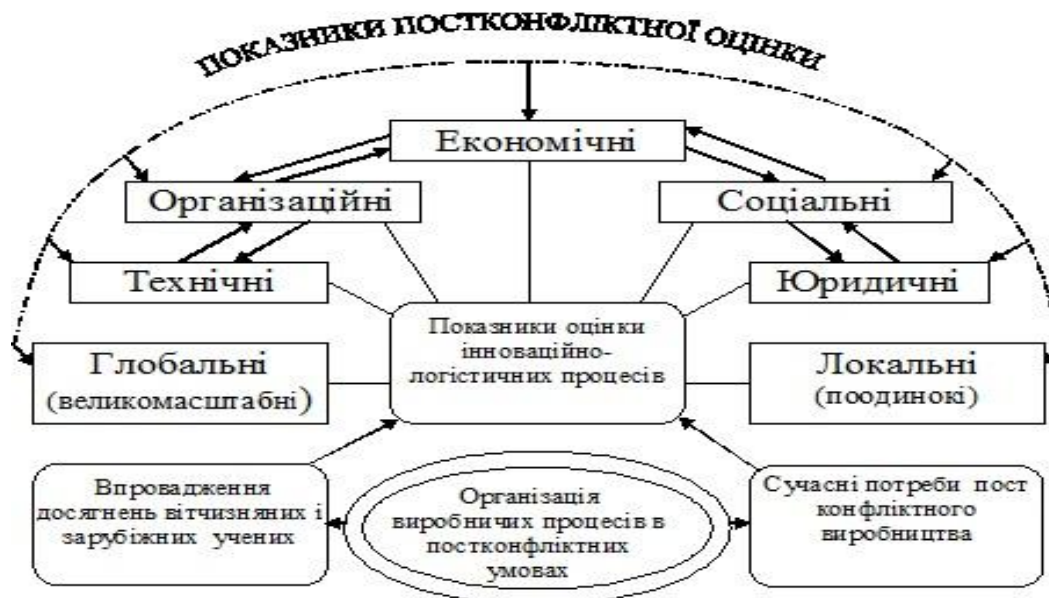 ПОКАЗНИКИ ПОСТКОНФЛІКТНОЇ ОЦІНКИ
Економічні
Організаційні
Соціальні
Технічні
Юридичні
Показники оцінки
інноваційно-
логістичних процесів
Глобальні
(великомасштабні)
Локальні
(поодинокі)
Впровадження
досягнень вітчизняних і
зарубіжних учених
Організація
виробничих процесів в
постконфліктних
умовах
Сучасні потреби пост
конфліктного
виробництва